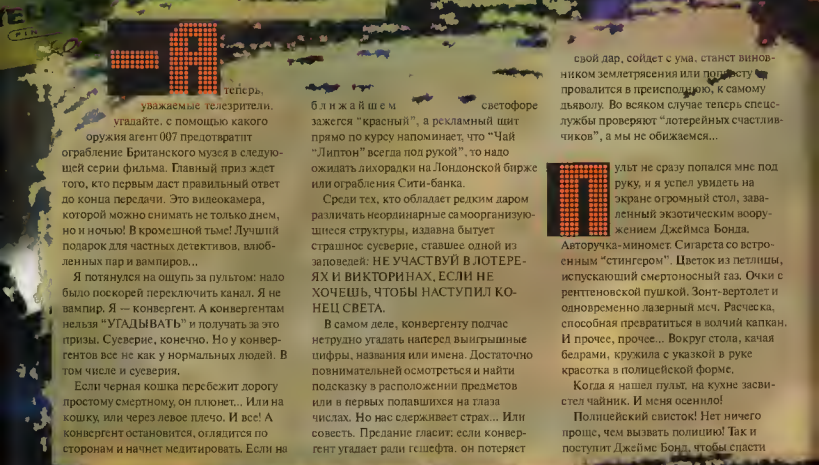 FIN
— А
теперь,
уважаемые телезрители,
угадайте, с помощью какого
оружия агент 007 предотвратит
ограбление Британского музея в следую-
щей серии фильма. Главный приз ждет
того, кто первым даст правильный ответ
до конца передачи. Это видеокамера,
которой можно снимать не только днем,
но и ночью! В кромешной тьме! Лучший
подарок для частных детективов, влюб-
ленных пар и вампиров...
Я потянулся на ощупь за пультом: надо
было поскорей переключить канал. Я не
вампир. Я — конвергент. А конвергентам
нельзя "УГАДЫВАТЬ" и получать за это
призы. Суеверие, конечно. Но у конвер-
гентов все не как у нормальных людей. В
том числе и суеверия.
Если черная кошка перебежит дорогу
простому смертному, он плюнет... Или на
кошку, или через левое плечо. И все! А
конвергент остановится, оглядится по
сторонам и начнет медитировать. Если на
ближайшем светофоре
зажегся "красный", а рекламный щит
прямо по курсу напоминает, что "Чай
"Липтон" всегда под рукой", то надо
ожидать лихорадки на Лондонской бирже
или ограбления Сити-банка.
Среди тех, кто обладает редким даром
различать неординарные самоорганизую-
щиеся структуры, издавна бытует
страшное суеверие, ставшее одной из
заповедей: НЕ УЧАСТВУЙ В ЛОТЕРЕ-
ЯХ И ВИКТОРИНАХ, ЕСЛИ НЕ
ХОЧЕШЬ, ЧТОБЫ НАСТУПИЛ КО-
НЕЦ СВЕТА.
В самом деле, конвергенту подчас
нетрудно угадать наперед выигрышные
цифры, названия или имена. Достаточно
повнимательней осмотреться и найти
подсказку в расположении предметов
или в первых попавшихся на глаза
числах. Но нас сдерживает страх... Или
совесть. Предание гласит: если конвер-
гент угадает ради гешефта, он потеряет
свой дар, сойдет с ума, станет винов-
ником землетрясения или попросту
провалится в преисподнюю, к самому
дьяволу. Во всяком случае теперь спецс-
лужбы проверяют "лотерейных счастлив-
чиков", а мы не обижаемся...
Пульт не сразу попался мне под
руку, и я успел увидеть на
экране огромный стол, зава-
ленный экзотическим воору-
жением Джеймса Бонда.
Авторучка-миномет. Сигарета со встро-
енным "стингером". Цветок из петлицы,
испускающий смертоносный газ. Очки с
рентгеновской пушкой. Зонт-вертолет и
одновременно лазерный меч. Расческа,
способная превратиться в волчий капкан.
И прочее, прочее... Вокруг стола, качая
бедрами, кружила с указкой в руке
красотка в полицейской форме.
Когда я нашел пульт, на кухне засви-
стел чайник. И меня осенило!
Полицейский свисток! Нет ничего
проще, чем вызвать полицию! Так и
поступит Джеймс Бонд, чтобы спасти